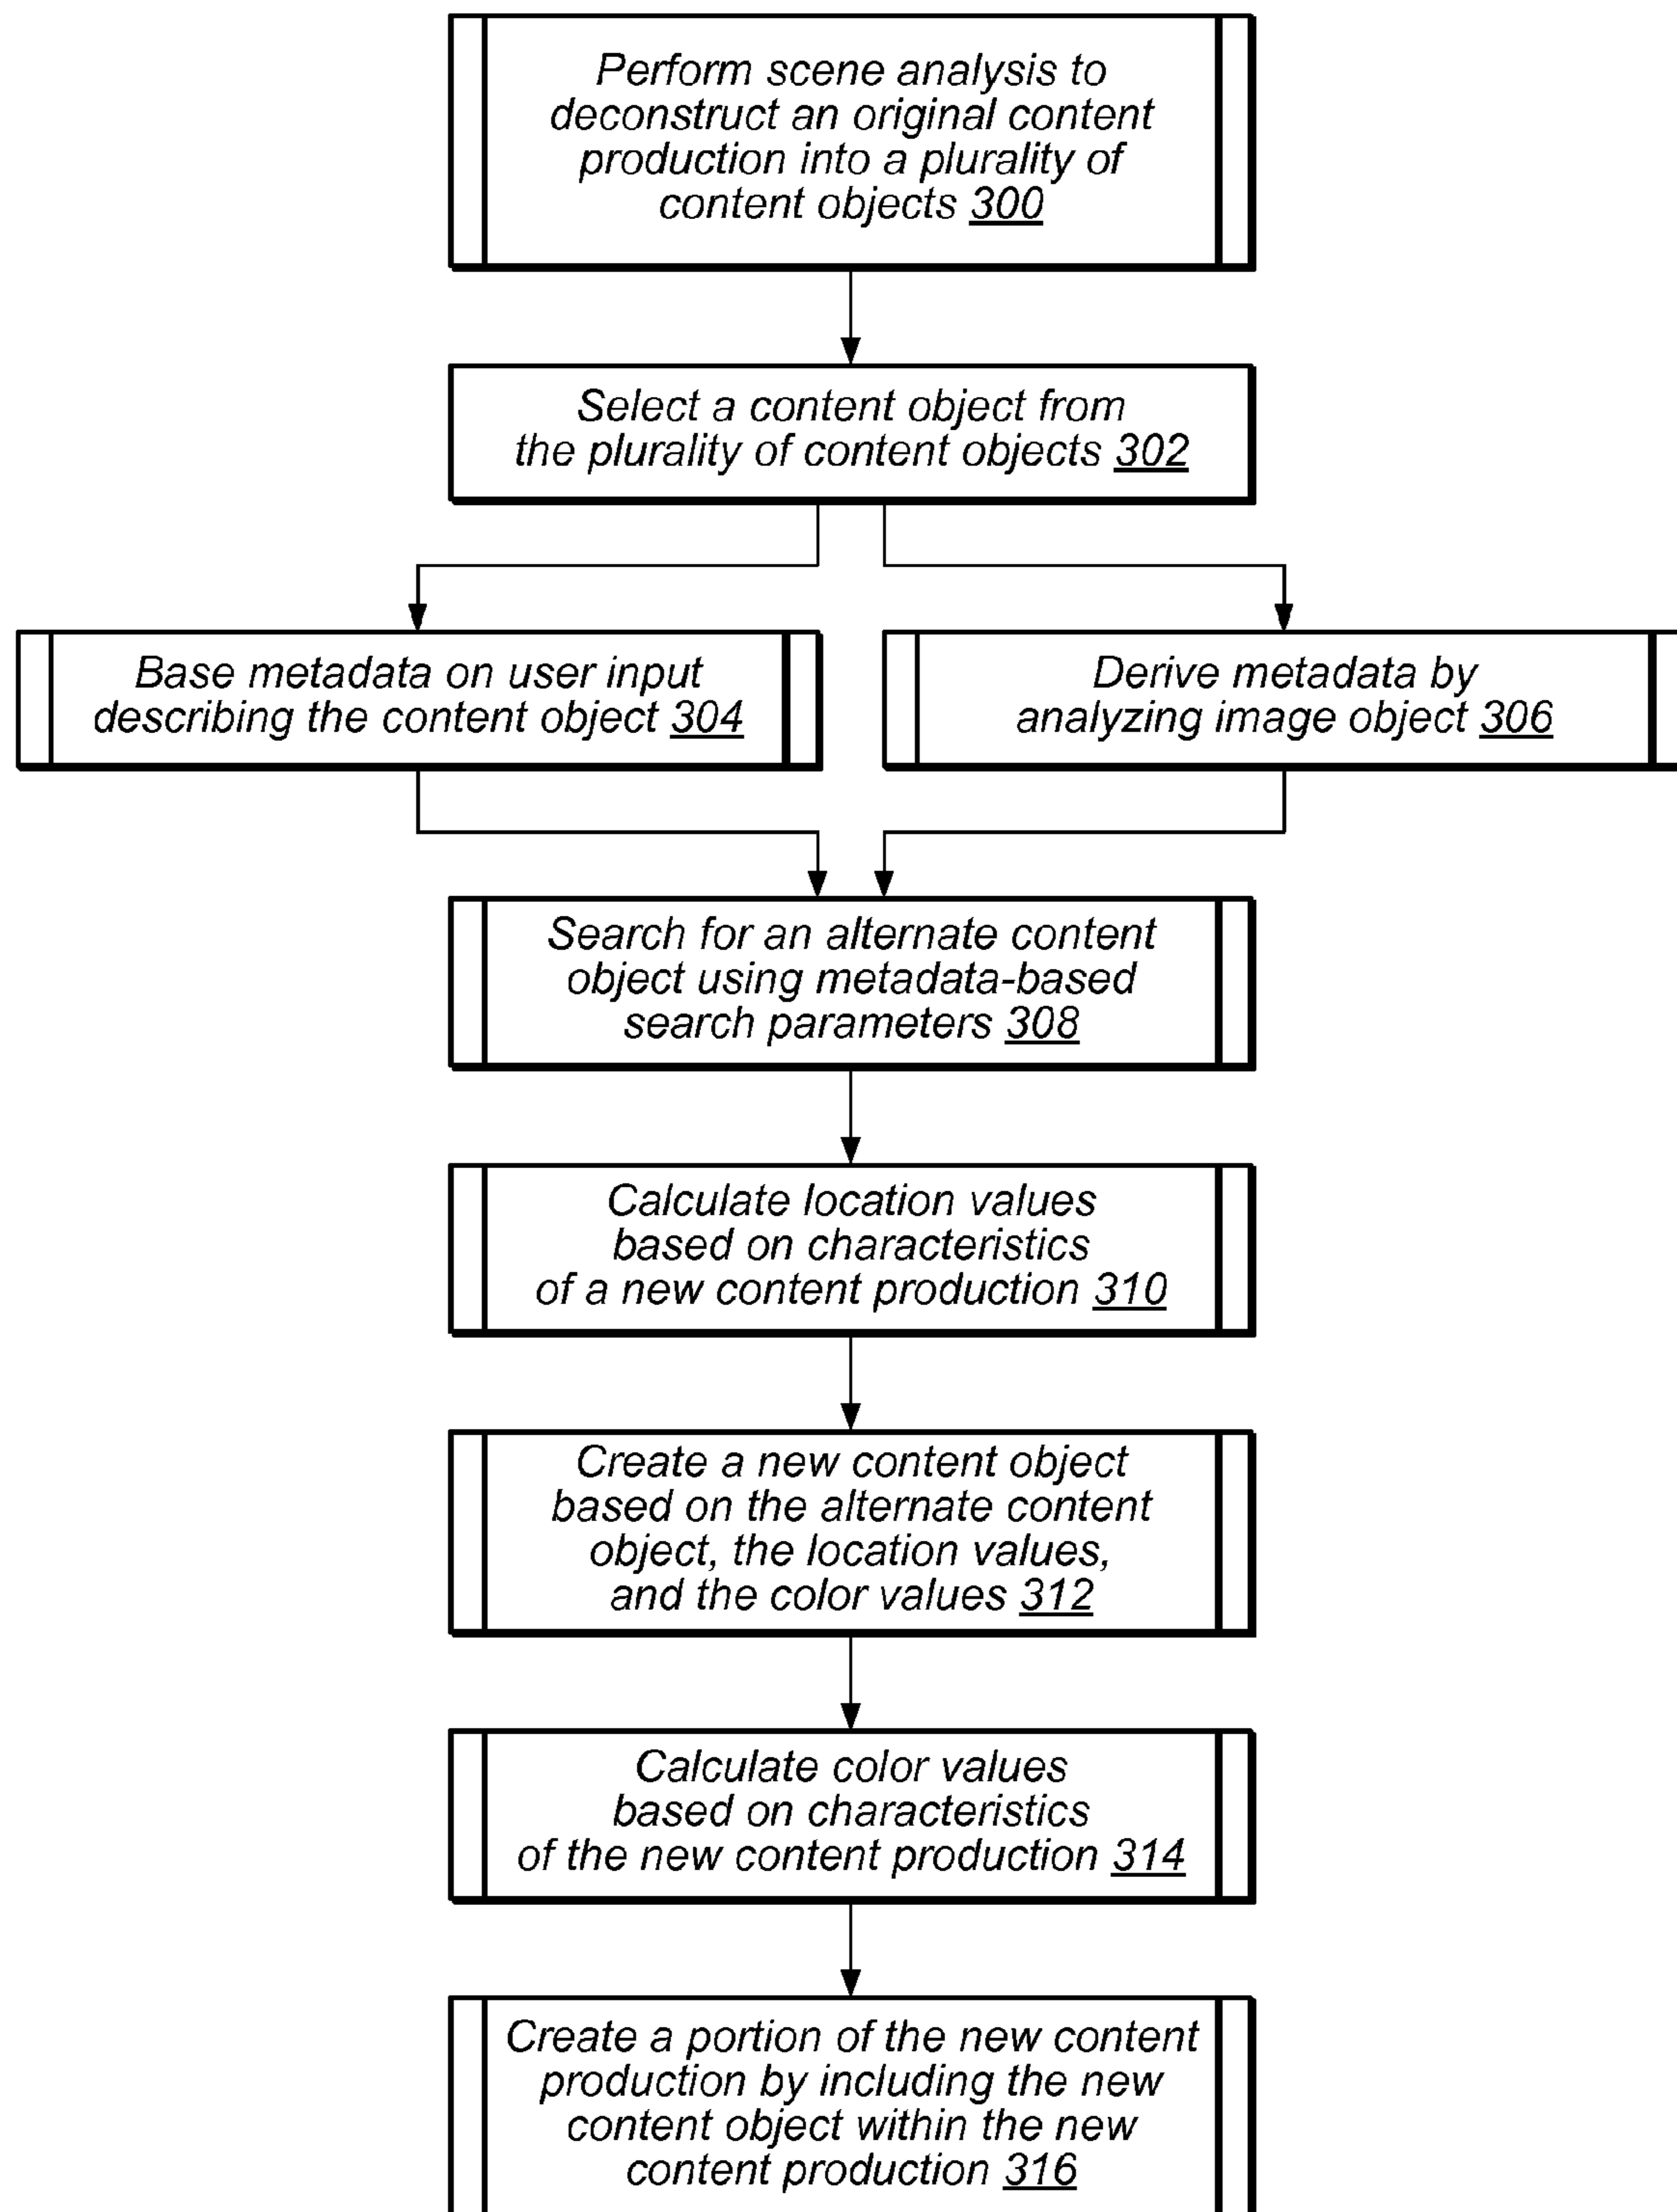 Perform scene analysis to
deconstruct an original content
production into a plurality of
content objects 300
Select a content object from
the plurality of content objects 302
Base metadata on user input
describing the content object 304
Derive metadata by
analyzing image object 306
Search for an alternate content
object using metadata-based
search parameters 308
Calculate location values
based on characteristics
of a new content production 310
Create a new content object
based on the alternate content
object, the location values,
and the color values 312
Calculate color values
based on characteristics
of the new content production 314
Create a portion of the new content
production by including the new
content object within the new
content production 316